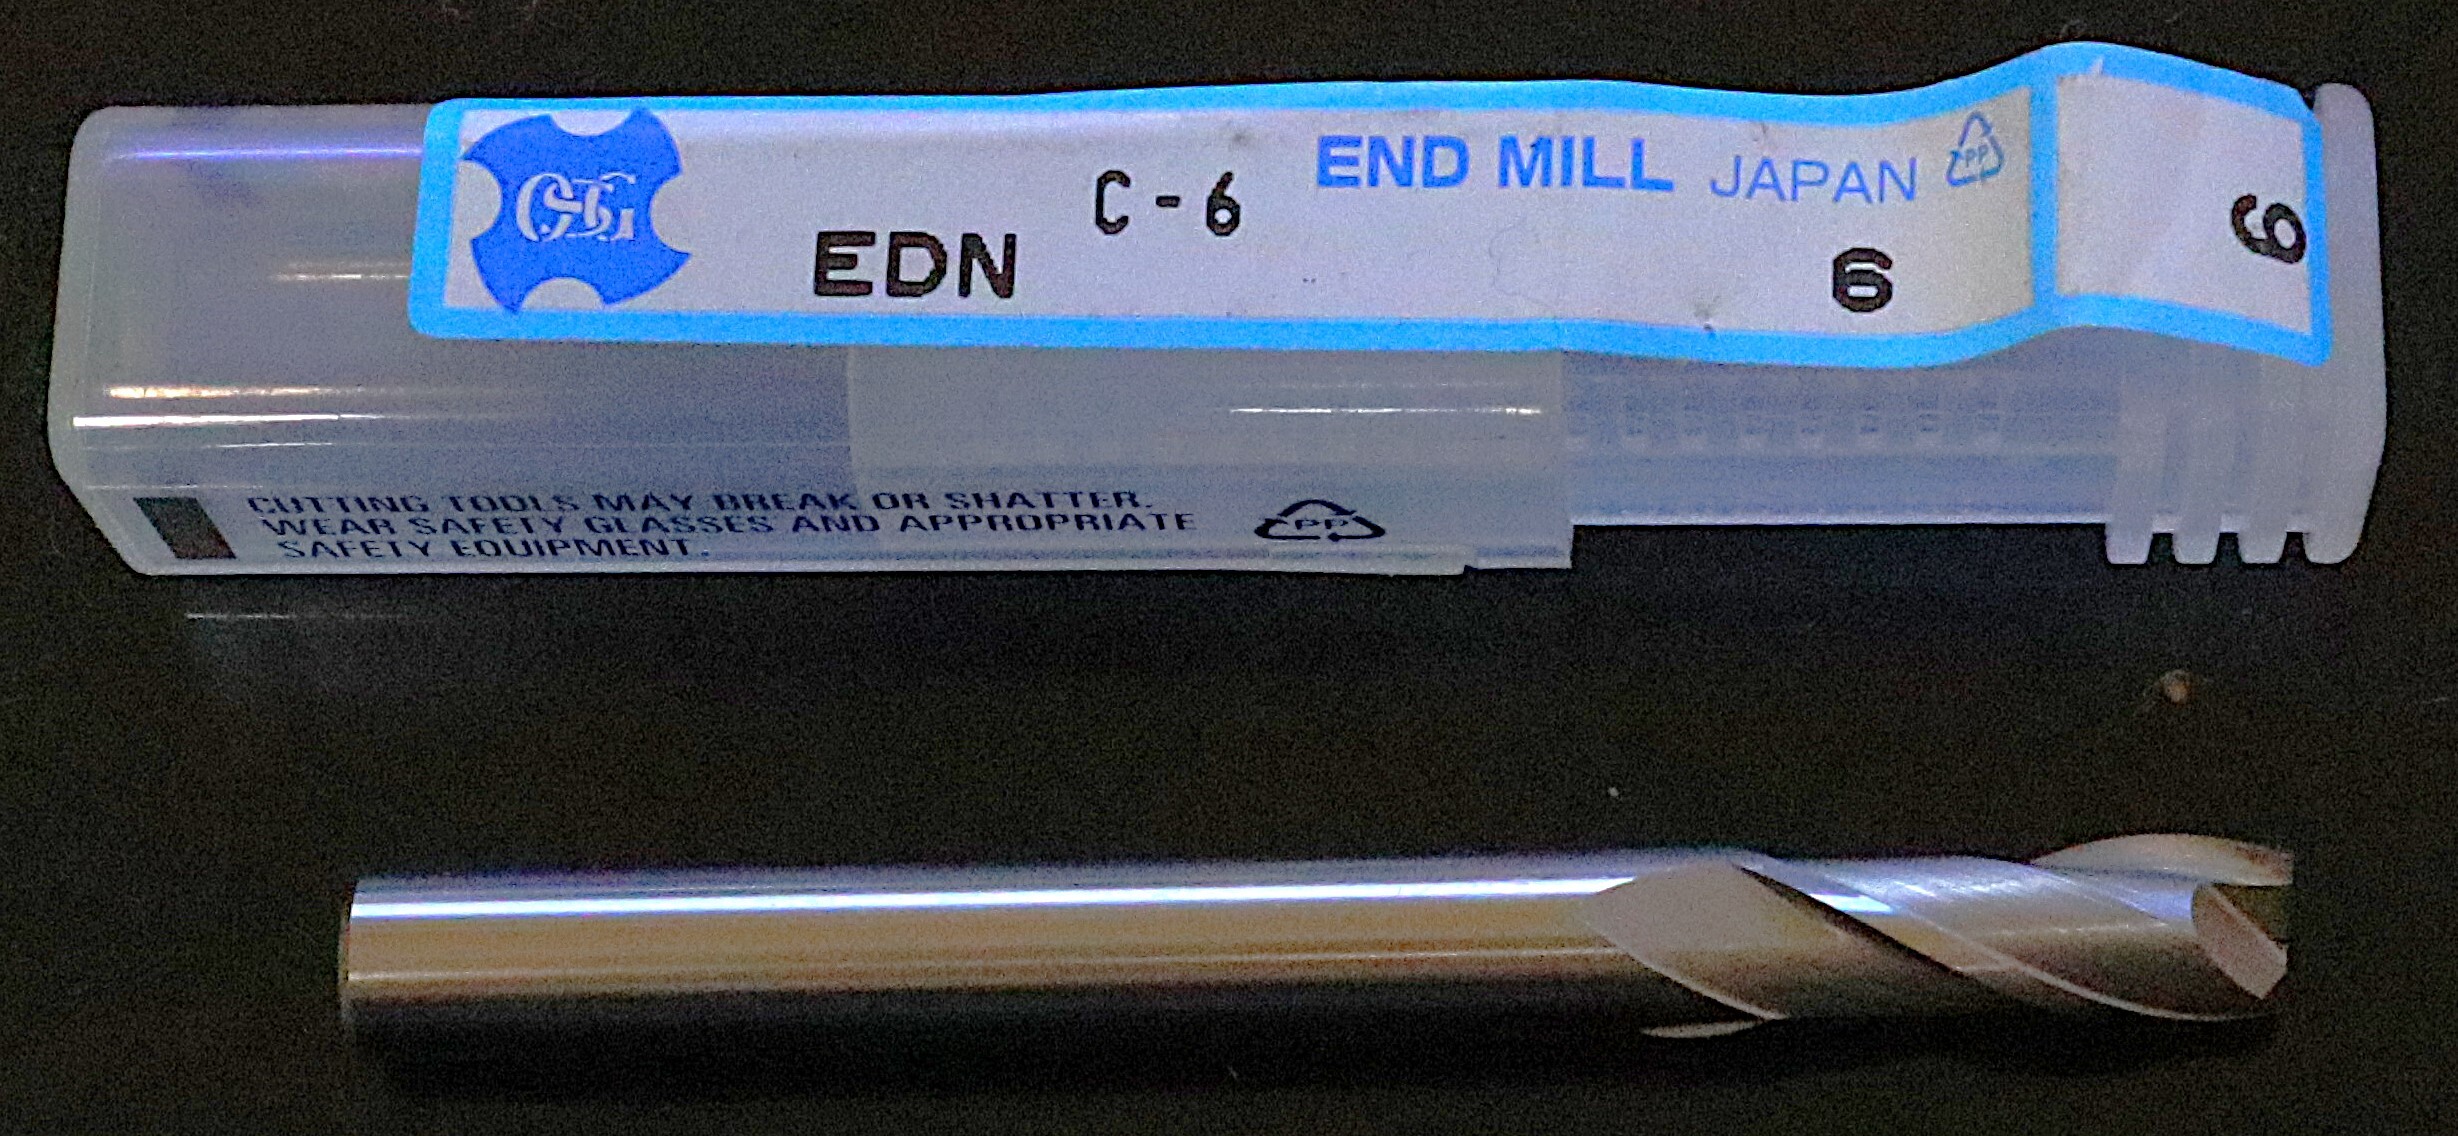 OSG
END MILL JAPAN
PP
C-6
EDN
6
6
CUTTING TOOLS MAY BREAK OR SHATTER.
WEAR SAFETY GLASSES AND APPROPRIATE
SAFETY EQUIPMENT.
PP